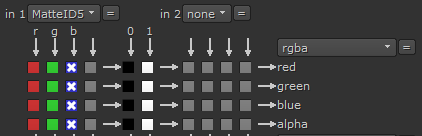 in 1 MatteID5 = in 2 none =
r g b 0 1
rgba =
red
green
blue
alpha